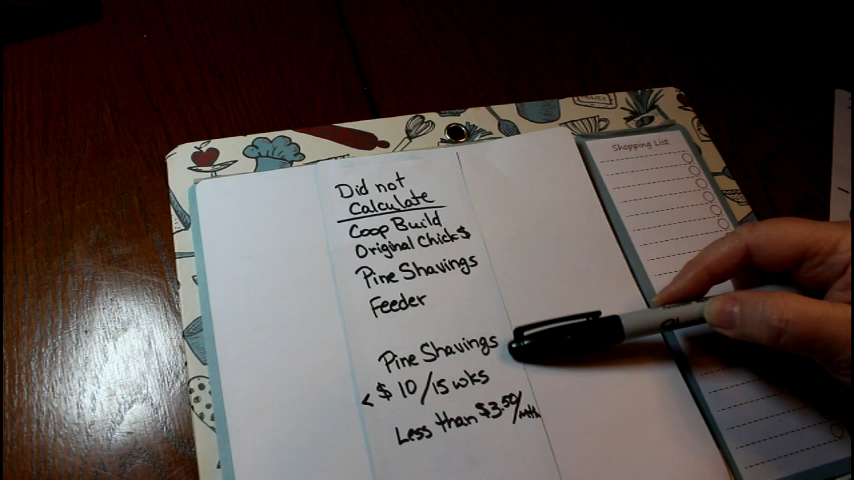 Did not
Calculate
Coop Build
Original Chick $
Pine Shavings
Feeder
Pine Shavings
< $ 10/15 wks
Less than $3.50/mth
Shopping List